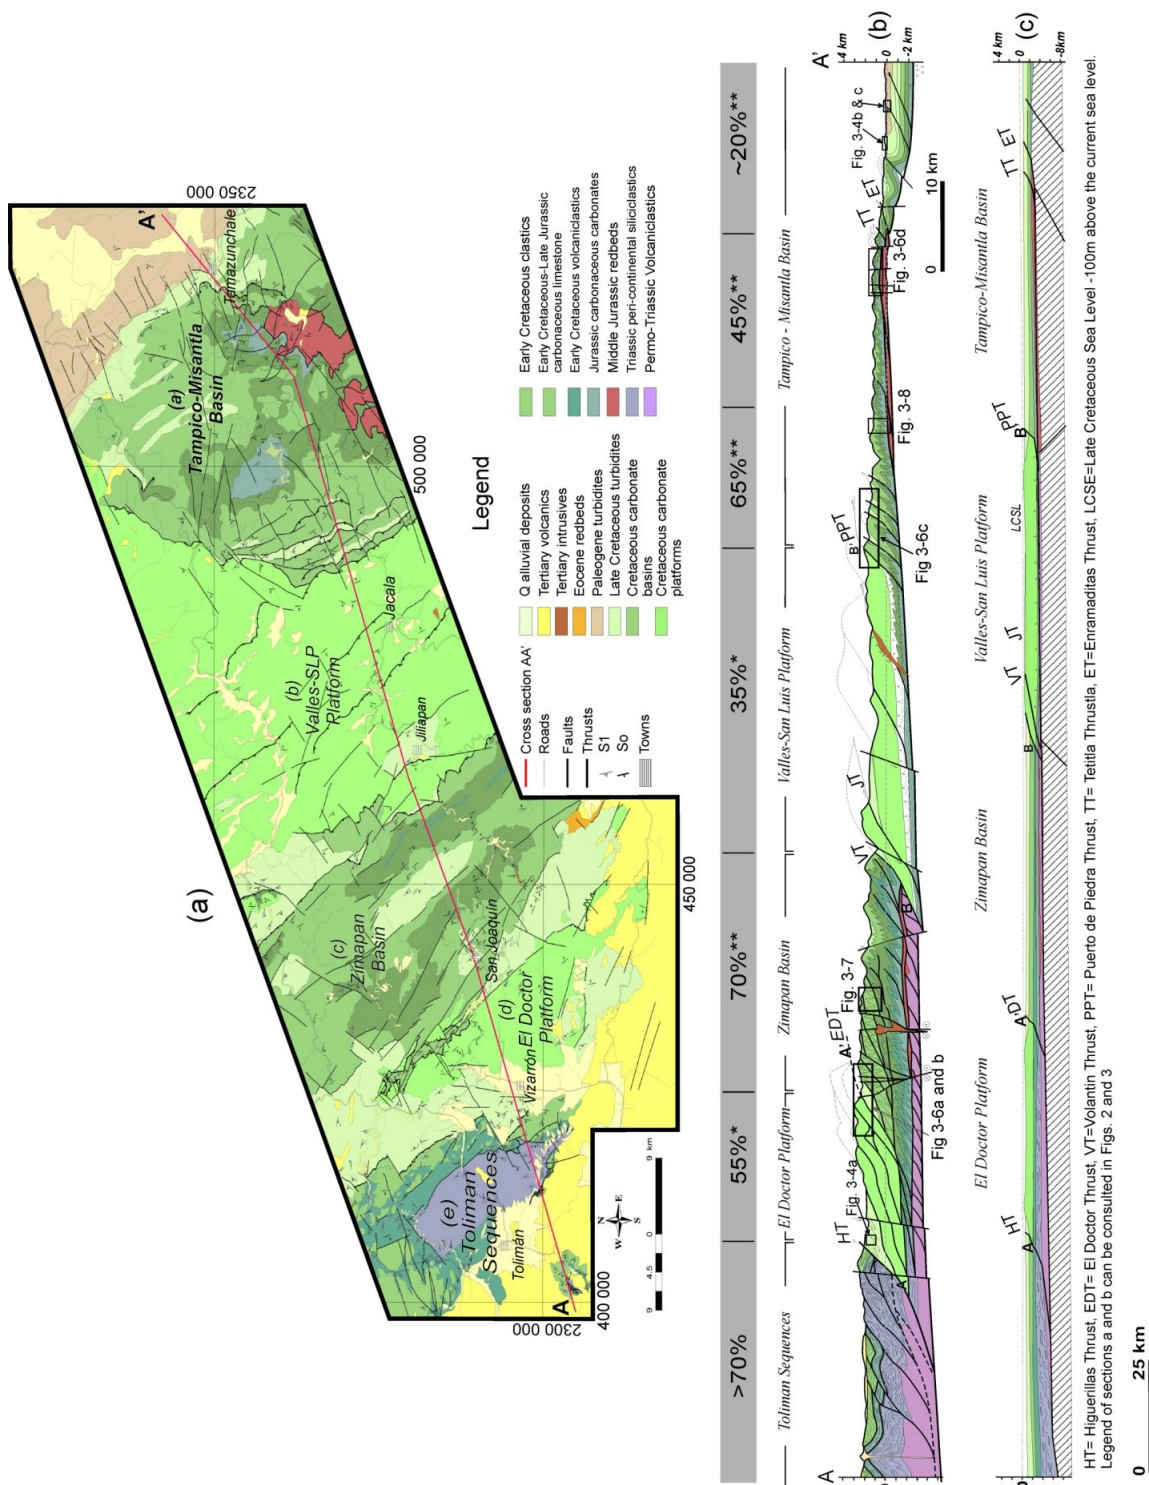 (a)
2350 000
A'
Tamazunchale
(a)
Tampico-Misantla
Basin
500 000
(b)
Valles-SLP
Platform
Jacala
Jiliapan
450 000
(c)
Zimapan
Basin
San Joaquín
(d)
El Doctor
Platform
Vizarrón
(e)
Toliman
Sequences
Tolimán
A
2300 000
400 000
N
W E
S
9 4.5 0 9 km
Legend
Cross section AA'
Roads
Faults
Thrusts
S1
So
Towns
Q alluvial deposits
Tertiary volcanics
Tertiary intrusives
Eocene redbeds
Paleogene turbidites
Late Cretaceous turbidites
Cretaceous carbonate
basins
Cretaceous carbonate
platforms
Early Cretaceous clastics
Early Cretaceous-Late Jurassic
carbonaceous limestone
Early Cretaceous volcaniclastics
Jurassic carbonaceous carbonates
Middle Jurassic redbeds
Triassic peri-continental siliciclastics
Permo-Triassic Volcaniclastics
>70% 55%* 70%** 35%* 65%** 45%** ~20%**
Toliman Sequences El Doctor Platform Zimapan Basin Valles-San Luis Platform Tampico - Misantla Basin
A A'
4 km
0
-2 km
(b)
HT Fig. 3-4a A' EDT Fig. 3-7 VT JT B' PPT TT ET Fig. 3-4b & c
A B
Fig 3-6a and b Fig 3-6c Fig. 3-8 Fig. 3-6d
0 10 km
El Doctor Platform Zimapan Basin Valles-San Luis Platform Tampico-Misantla Basin
4 km
0
-8km
(c)
HT A A' DT B VT JT LCSL B' PPT TT ET
HT= Higuerillas Thrust, EDT= El Doctor Thrust, VT=Volantin Thrust, PPT= Puerto de Piedra Thrust, TT= Tetitla Thrustla, ET=Enramaditas Thrust, LCSE=Late Cretaceous Sea Level -100m above the current sea level.
Legend of sections a and b can be consulted in Figs. 2 and 3
0 25 km